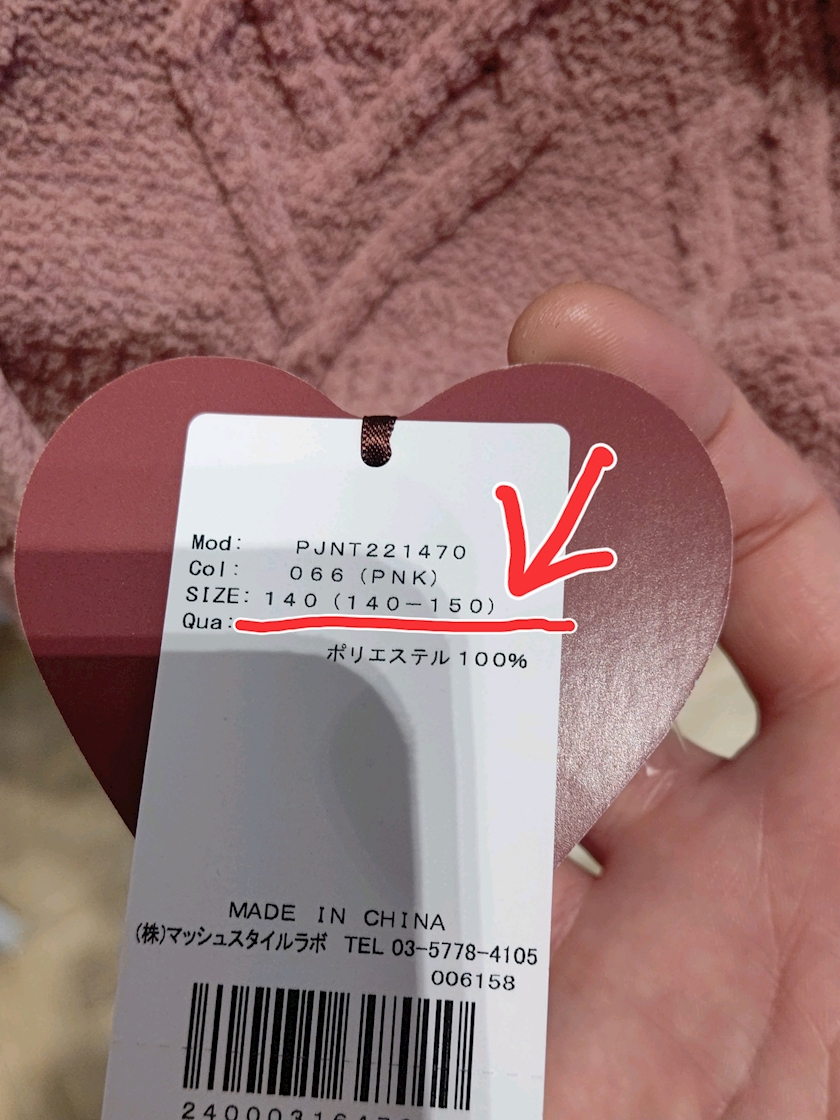 Mod: PJNT221470
Col: 066 (PNK)
SIZE: 140 (140-150)
Qua:
ポリエステル100%
MADE IN CHINA
(株)マッシュスタイルラボ TEL 03-5778-4105
006158